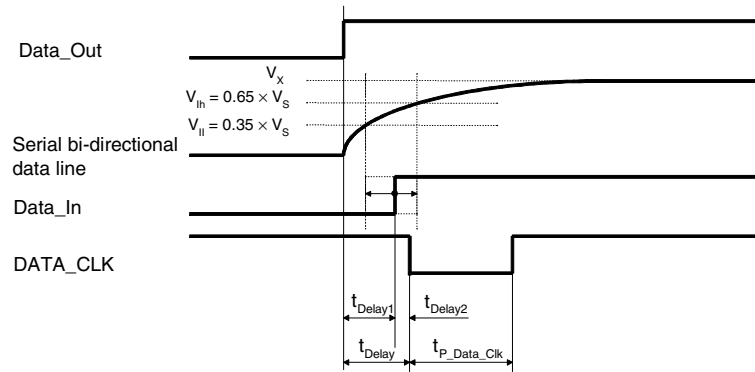 Data_Out
V_X
V_Ih = 0.65 × V_S
V_Il = 0.35 × V_S
Serial bi-directional
data line
Data_In
DATA_CLK
t_Delay1
t_Delay2
t_Delay
t_P_Data_Clk